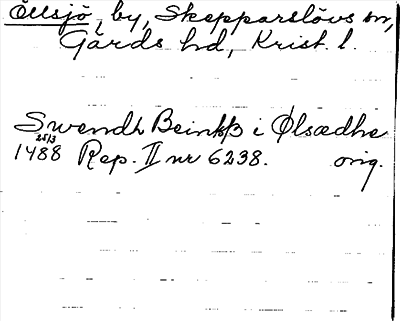 Öllsjö, by, Skepparslövs sn,
Gärds hd, Krist. l.
Swendh Beinkß i Ølsædhe
25/3
1488 Rep. II nr 6238. orig.